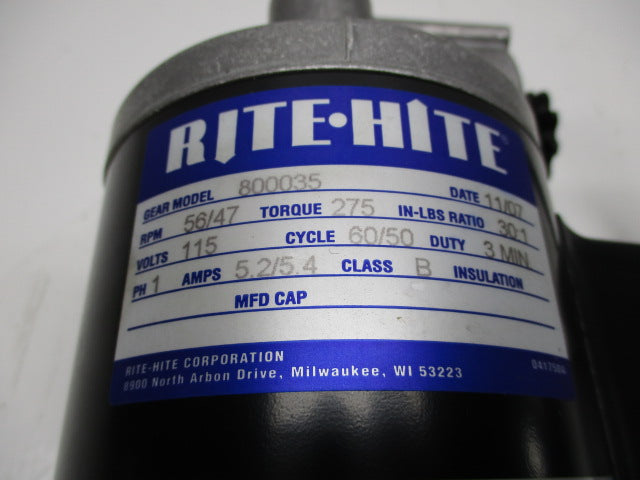 RITE•HITE
GEAR MODEL 800035 DATE 11/07
RPM 56/47 TORQUE 275 IN-LBS RATIO 30:1
VOLTS 115 CYCLE 60/50 DUTY 3 MIN
PH 1 AMPS 5.2/5.4 CLASS B INSULATION
MFD CAP
RITE-HITE CORPORATION
8900 North Arbon Drive, Milwaukee, WI 53223